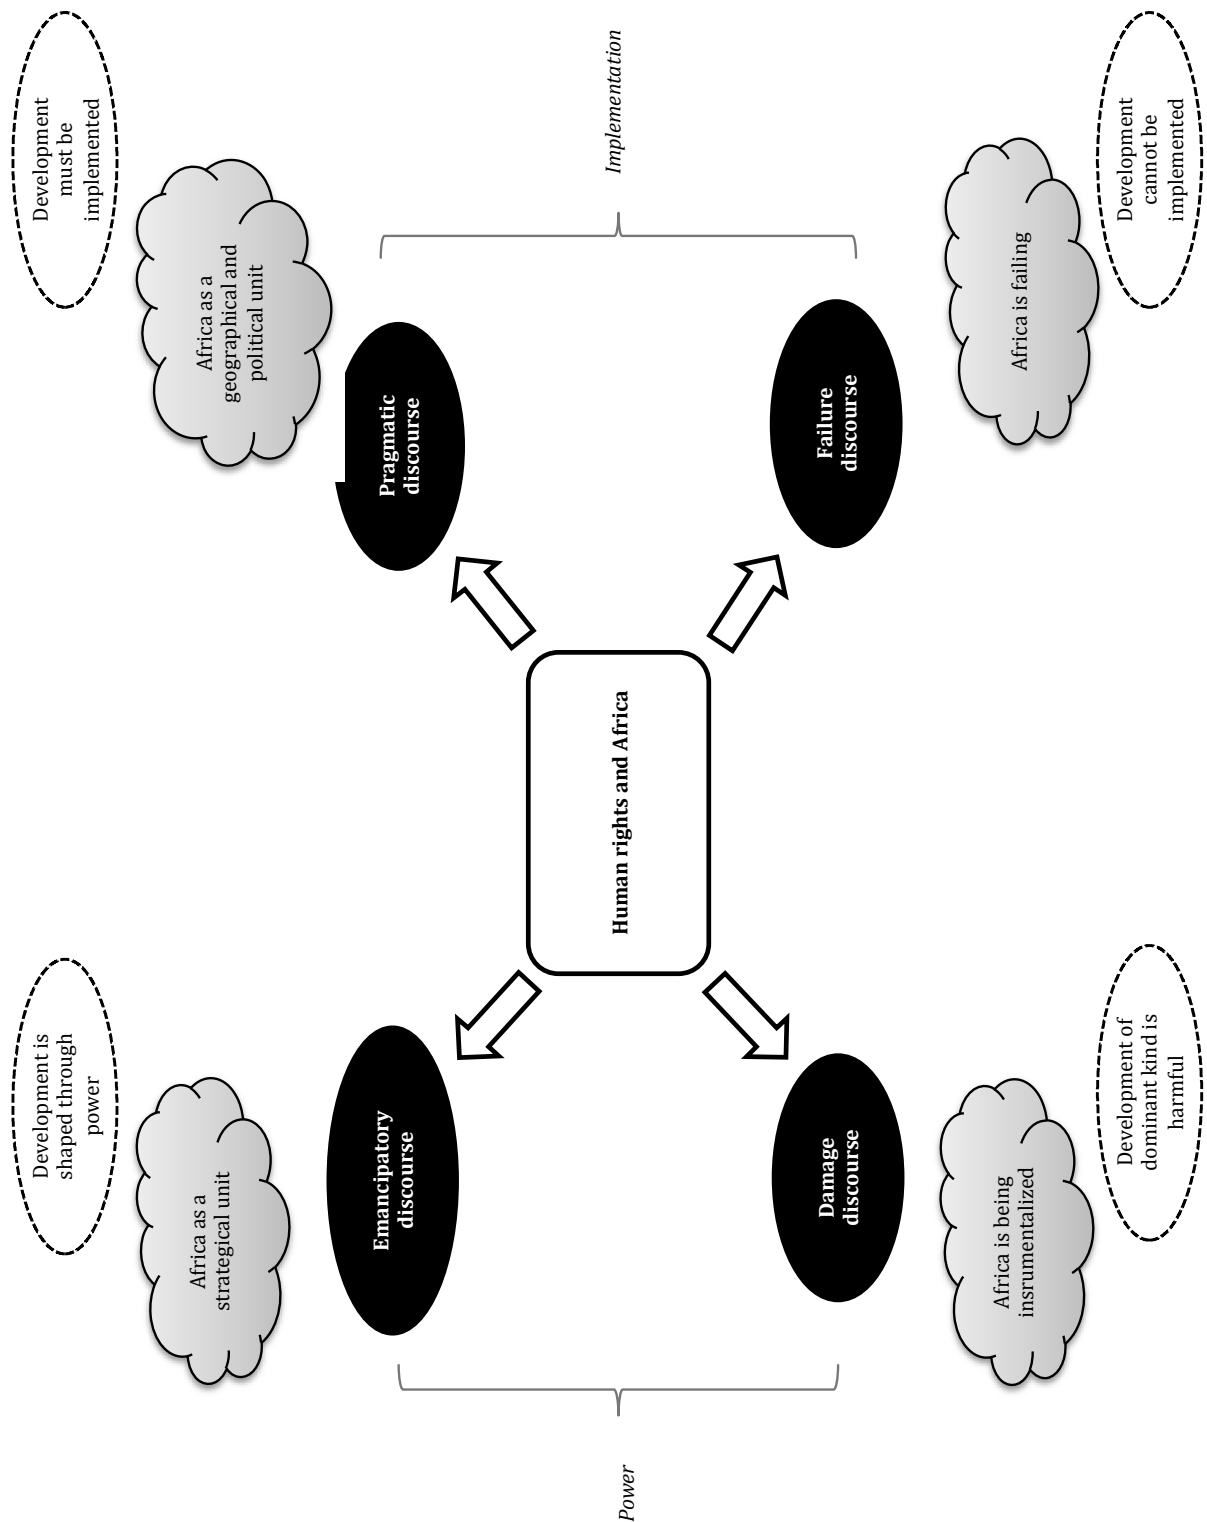 Development is
shaped through
power
Development
must be
implemented
Africa as a
strategical unit
Africa as a
geographical and
political unit
Emancipatory
discourse
Pragmatic
discourse
Power
Human rights and Africa
Implementation
Damage
discourse
Failure
discourse
Africa is being
insrumentalized
Africa is failing
Development of
dominant kind is
harmful
Development
cannot be
implemented